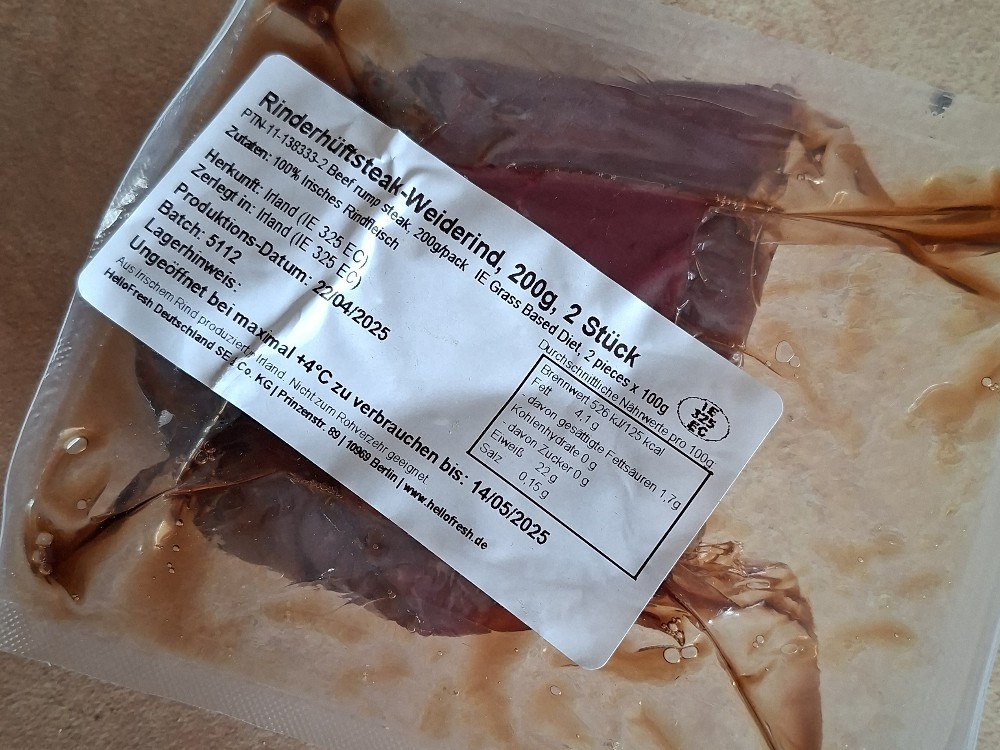 Rinderhüftsteak-Weiderind, 200g, 2 Stück
PTN-11-138333-2 Beef rump steak, 200g/pack IE Grass Based Diet, 2 pieces x 100g
Zutaten: 100% Irisches Rindfleisch
Herkunft: Irland (IE 325 EC)
Zerlegt in: Irland (IE 325 EC)
Produktions-Datum: 22/04/2025
Batch: 5112
Lagerhinweis:
Ungeöffnet bei maximal +4°C zu verbrauchen bis: 14/05/2025
Aus Irischem Rind produziert Irland Nicht zum Rohverzehr geeignet
HelloFresh Deutschland SE Co. KG | Prinzenstr. 89 | 10969 Berlin | www.hellofresh.de
Durchschnittliche Nährwerte pro 100g:
Brennwert 526 KJ/125 kcal
Fett 4,1 g
- davon gesättigte Fettsäuren 1,7g
Kohlenhydrate 0 g
- davon Zucker 0 g
Eiweiß 22 g
Salz 0,15 g
IE
325
EC